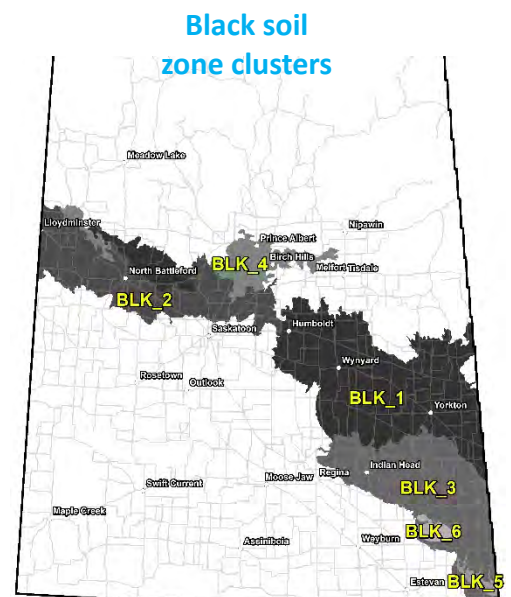 Black soil
zone clusters
Meadow Lake
Lloydminster
Nipawin
Prince Albert
Birch Hills
BLK_4
Melfort Tisdale
North Battleford
BLK_2
Saskatoon
Humboldt
Wynyard
Rosetown
Outlook
BLK_1
Yorkton
Moose Jaw
Regina
Indian Head
Swift Current
BLK_3
Maple Creek
BLK_6
Assiniboia
Weyburn
Estevan
BLK_5